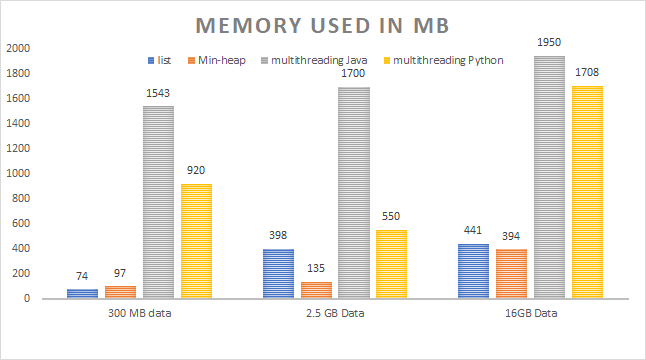 MEMORY USED IN MB
list Min-heap multithreading Java multithreading Python
2000
1800
1600
1400
1200
1000
800
600
400
200
0
74 97 1543 920
398 135 1700 550
441 394 1950 1708
300 MB data 2.5 GB Data 16GB Data